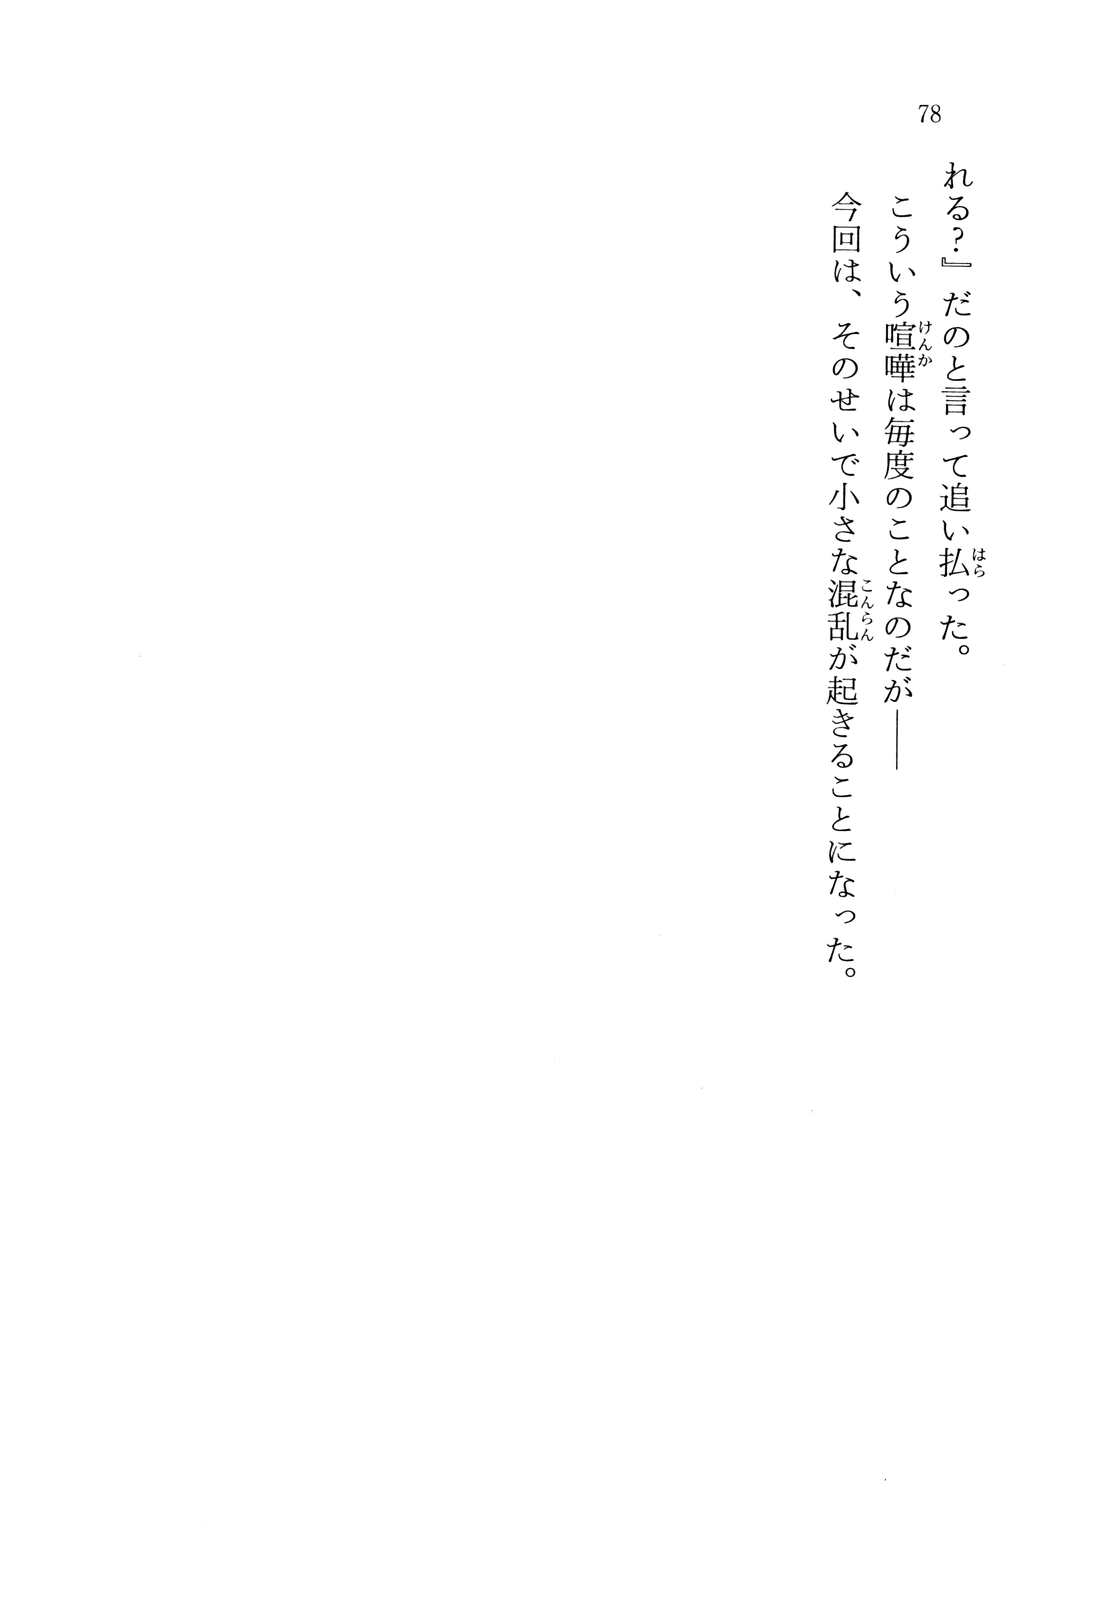 78
れる?』だのと言って追い払った。
こういう喧嘩は毎度のことなのだが――
今回は、そのせいで小さな混乱が起きることになった。